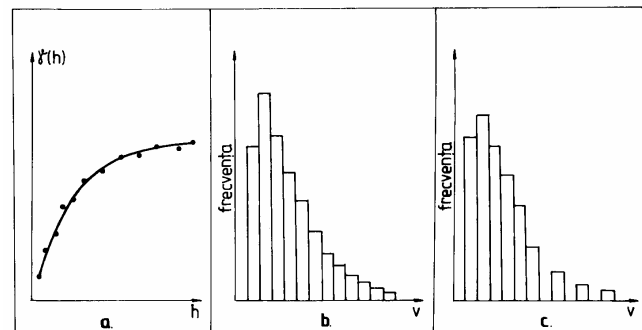 γ(h)
h
a.
frecventa
v
b.
frecventa
v
c.